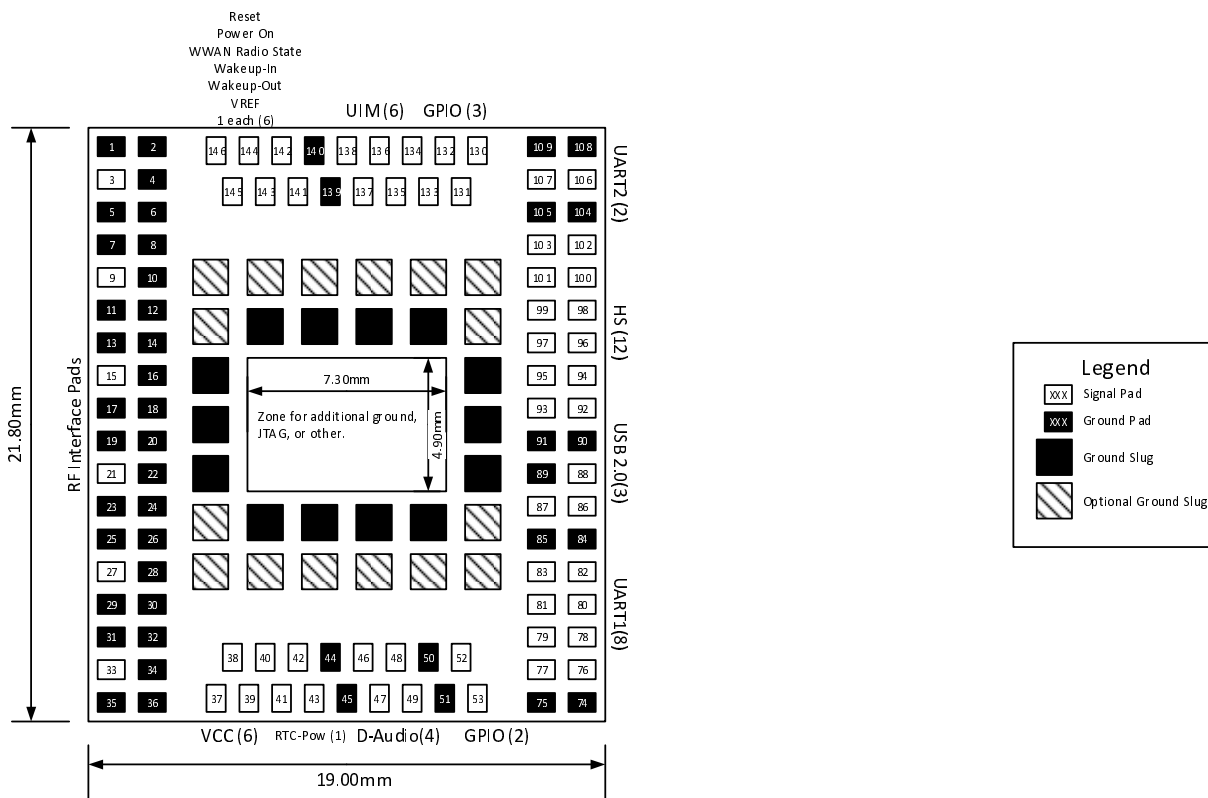 Reset
Power On
WWAN Radio State
Wakeup-In
Wakeup-Out
VREF
1 each (6)
UIM (6) GPIO (3)
146 144 142 140 138 136 134 132 130
145 143 141 139 137 135 133 131
1 2
3 4
5 6
7 8
9 10
11 12
13 14
15 16
17 18
19 20
21 22
23 24
25 26
27 28
29 30
31 32
33 34
35 36
RF Interface Pads
21.80mm
7.30mm
Zone for additional ground,
JTAG, or other.
4.90mm
109 108
107 106
105 104
103 102
101 100
99 98
97 96
95 94
93 92
91 90
89 88
87 86
85 84
83 82
81 80
79 78
77 76
75 74
UART2 (2)
HS (12)
USB 2.0(3)
UART1(8)
38 40 42 44 46 48 50 52
37 39 41 43 45 47 49 51 53
VCC (6) RTC-Pow (1) D-Audio(4) GPIO (2)
19.00mm
Legend
XXX Signal Pad
XXX Ground Pad
Ground Slug
Optional Ground Slug